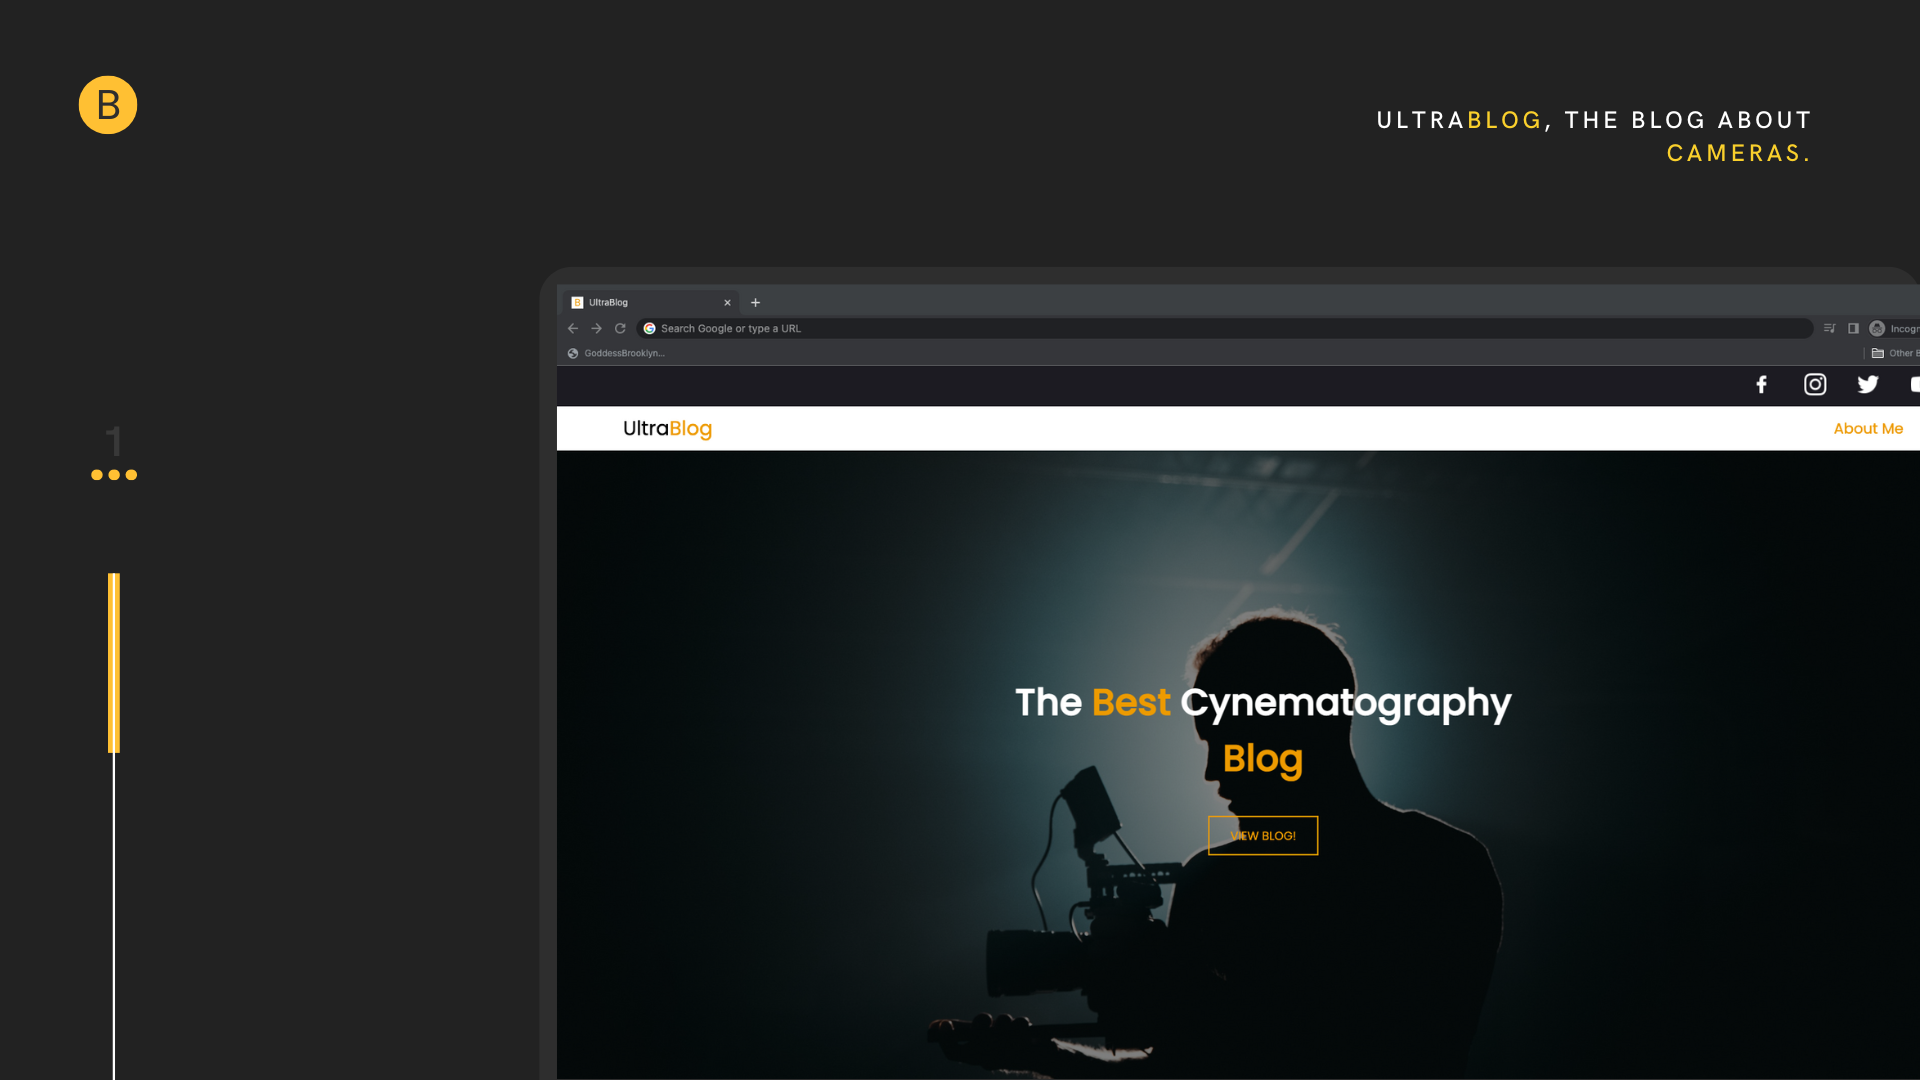 B
ULTRABLOG, THE BLOG ABOUT
CAMERAS.
B UltraBlog
Search Google or type a URL
Incogn
GoddessBrooklyn...
Other B
1
UltraBlog
About Me
The Best Cynematography
Blog
VIEW BLOG!